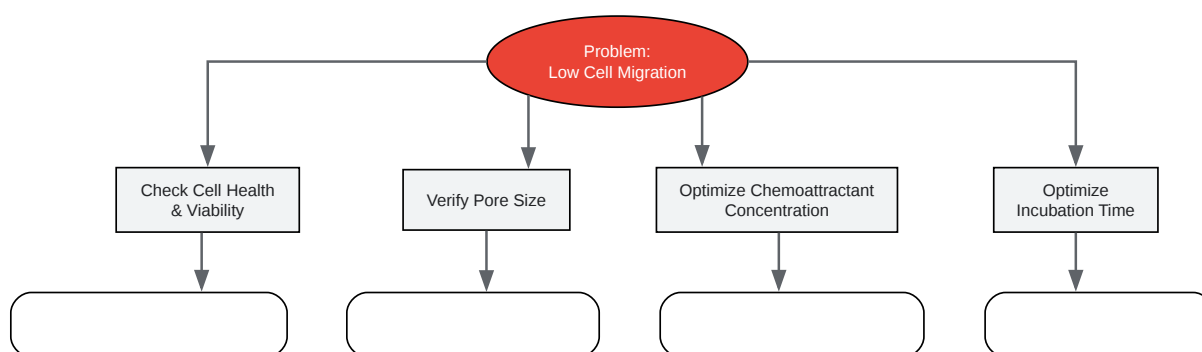 Problem:
Low Cell Migration
Check Cell Health
& Viability
Verify Pore Size
Optimize Chemoattractant
Concentration
Optimize
Incubation Time